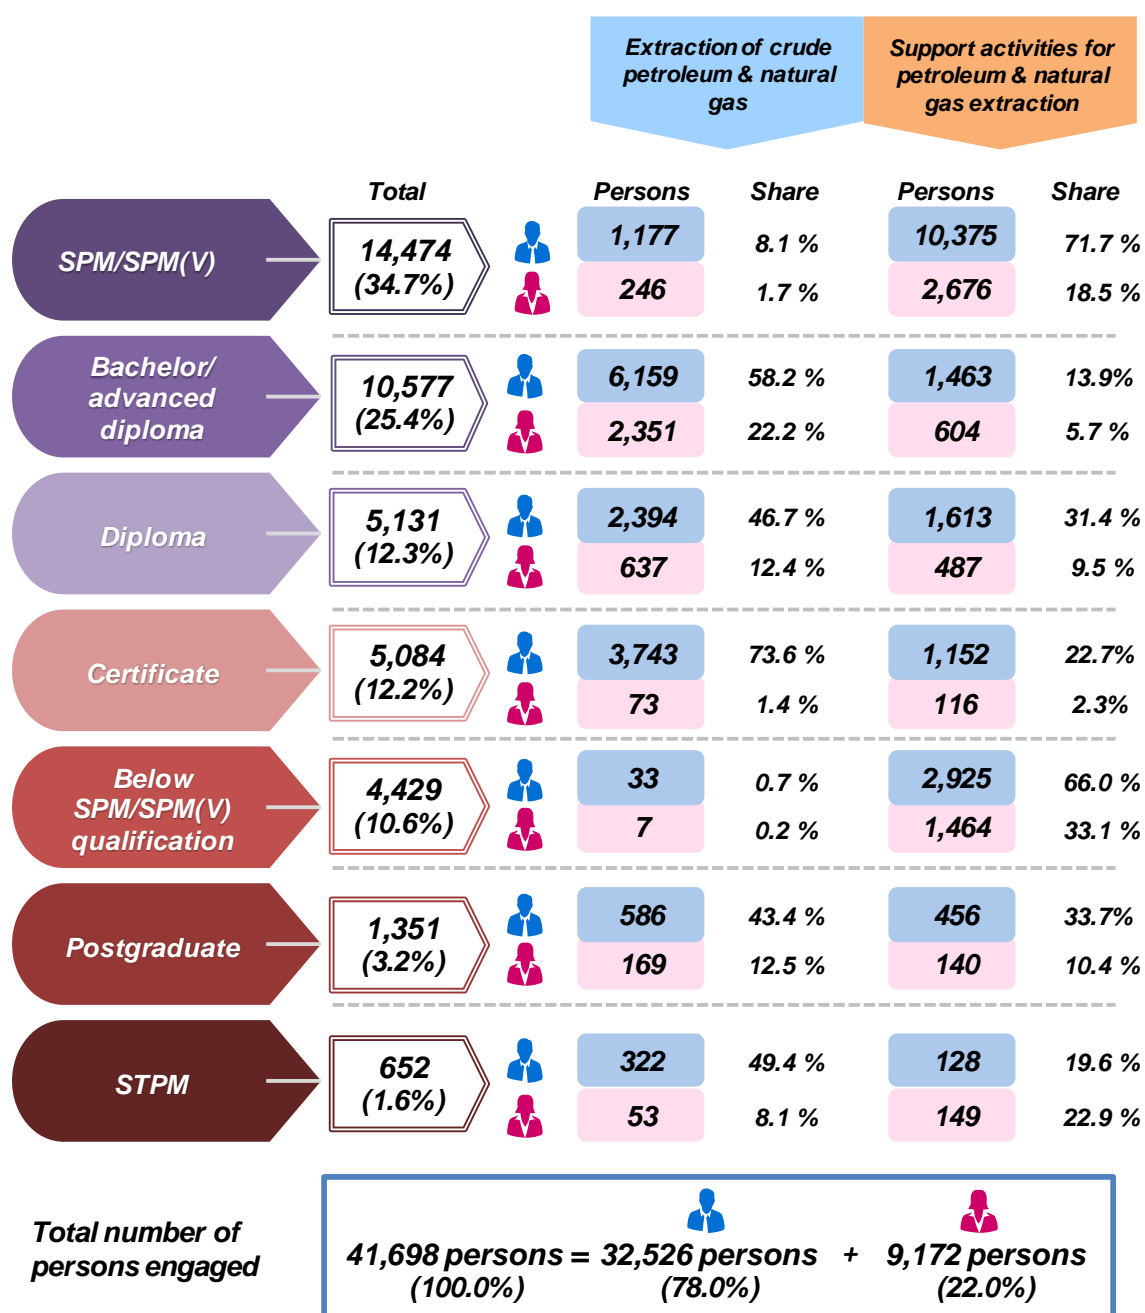 Extraction of crude
petroleum & natural
gas
Support activities for
petroleum & natural
gas extraction
Total Persons Share Persons Share
SPM/SPM(V)
14,474
(34.7%)
1,177 8.1 % 10,375 71.7 %
246 1.7 % 2,676 18.5 %
Bachelor/
advanced
diploma
10,577
(25.4%)
6,159 58.2 % 1,463 13.9%
2,351 22.2 % 604 5.7 %
Diploma
5,131
(12.3%)
2,394 46.7 % 1,613 31.4 %
637 12.4 % 487 9.5 %
Certificate
5,084
(12.2%)
3,743 73.6 % 1,152 22.7%
73 1.4 % 116 2.3%
Below
SPM/SPM(V)
qualification
4,429
(10.6%)
33 0.7 % 2,925 66.0 %
7 0.2 % 1,464 33.1 %
Postgraduate
1,351
(3.2%)
586 43.4 % 456 33.7%
169 12.5 % 140 10.4 %
STPM
652
(1.6%)
322 49.4 % 128 19.6 %
53 8.1 % 149 22.9 %
Total number of
persons engaged
41,698 persons = 32,526 persons + 9,172 persons
(100.0%) (78.0%) (22.0%)